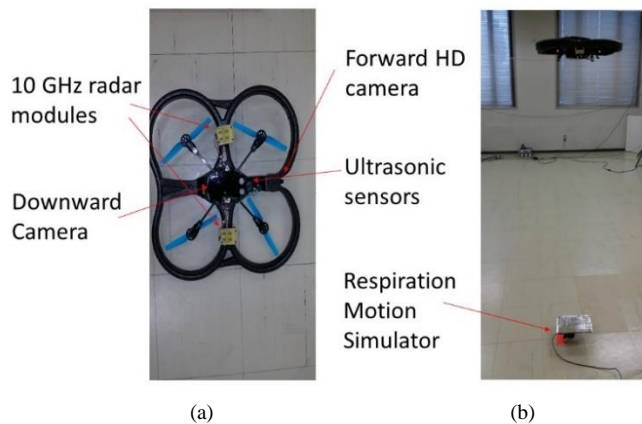 10 GHz radar
modules
Downward
Camera
Forward HD
camera
Ultrasonic
sensors
Respiration
Motion
Simulator
(a)
(b)